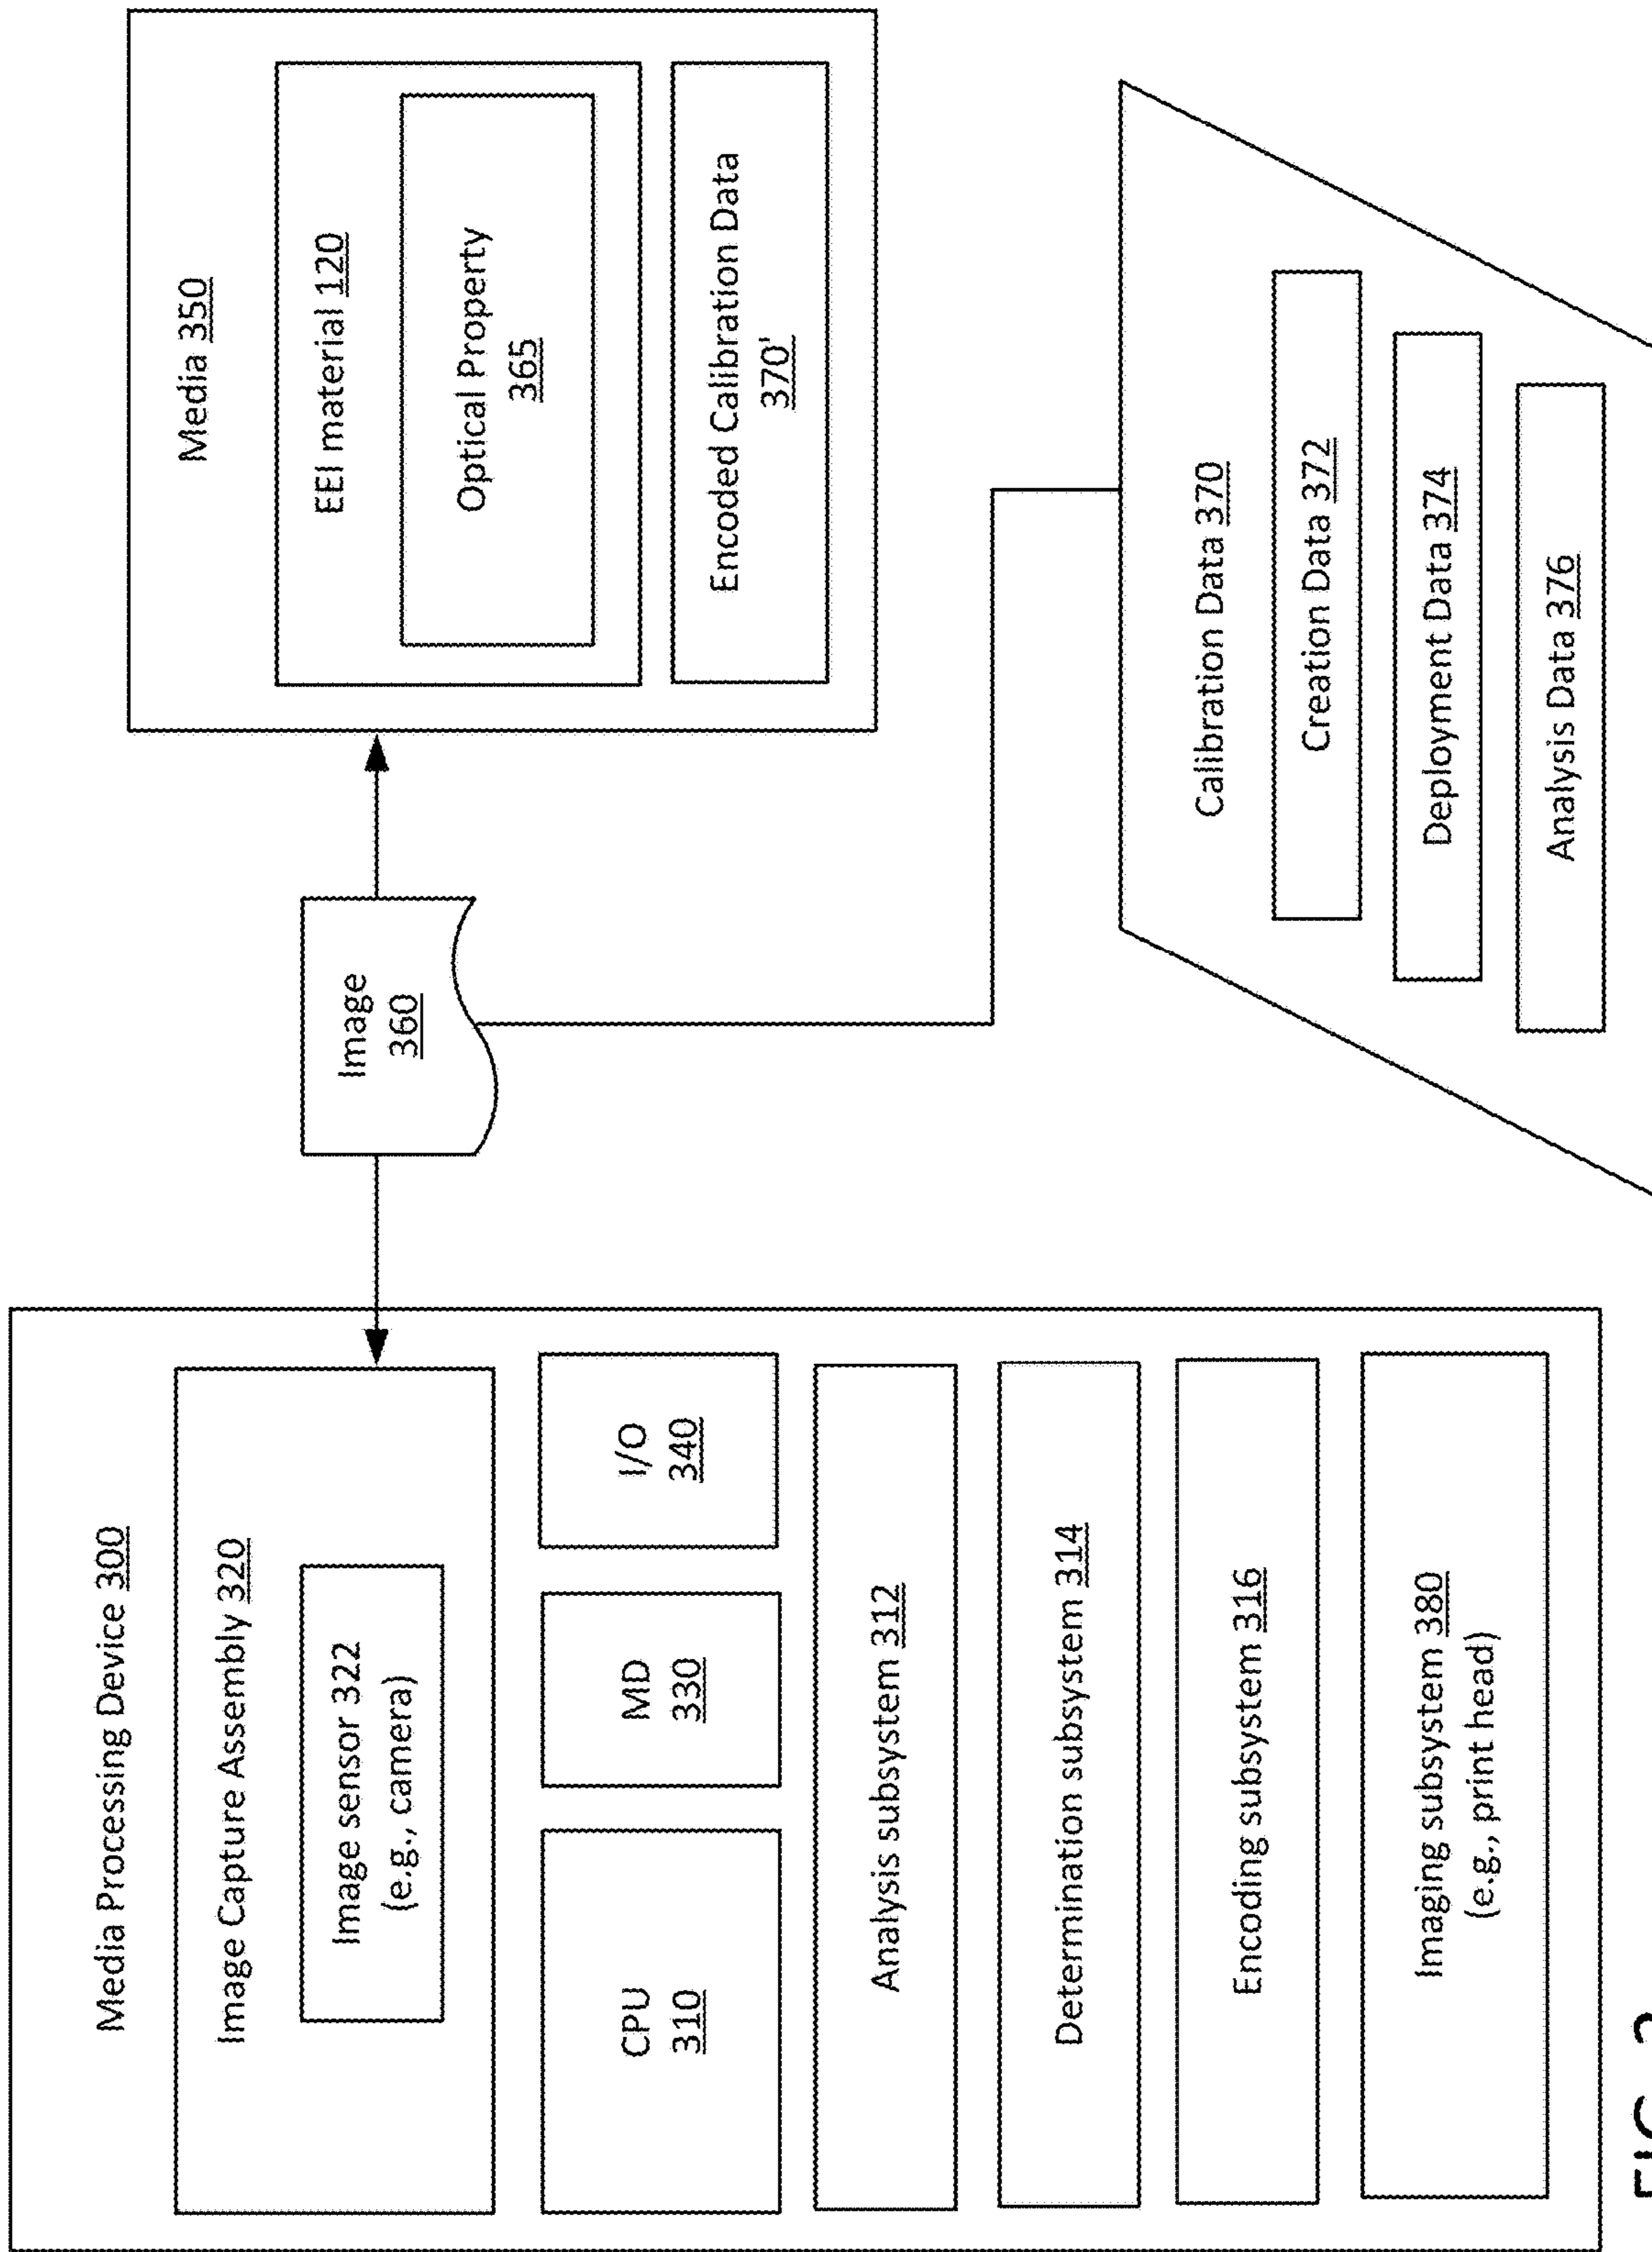 Media Processing Device 300
Image Capture Assembly 320
Image sensor 322
(e.g., camera)
CPU
310
MD
330
I/O
340
Analysis subsystem 312
Determination subsystem 314
Encoding subsystem 316
Imaging subsystem 380
(e.g., print head)
Image
360
Media 350
EEI material 120
Optical Property
365
Encoded Calibration Data
370'
Calibration Data 370
Creation Data 372
Deployment Data 374
Analysis Data 376
FIG.